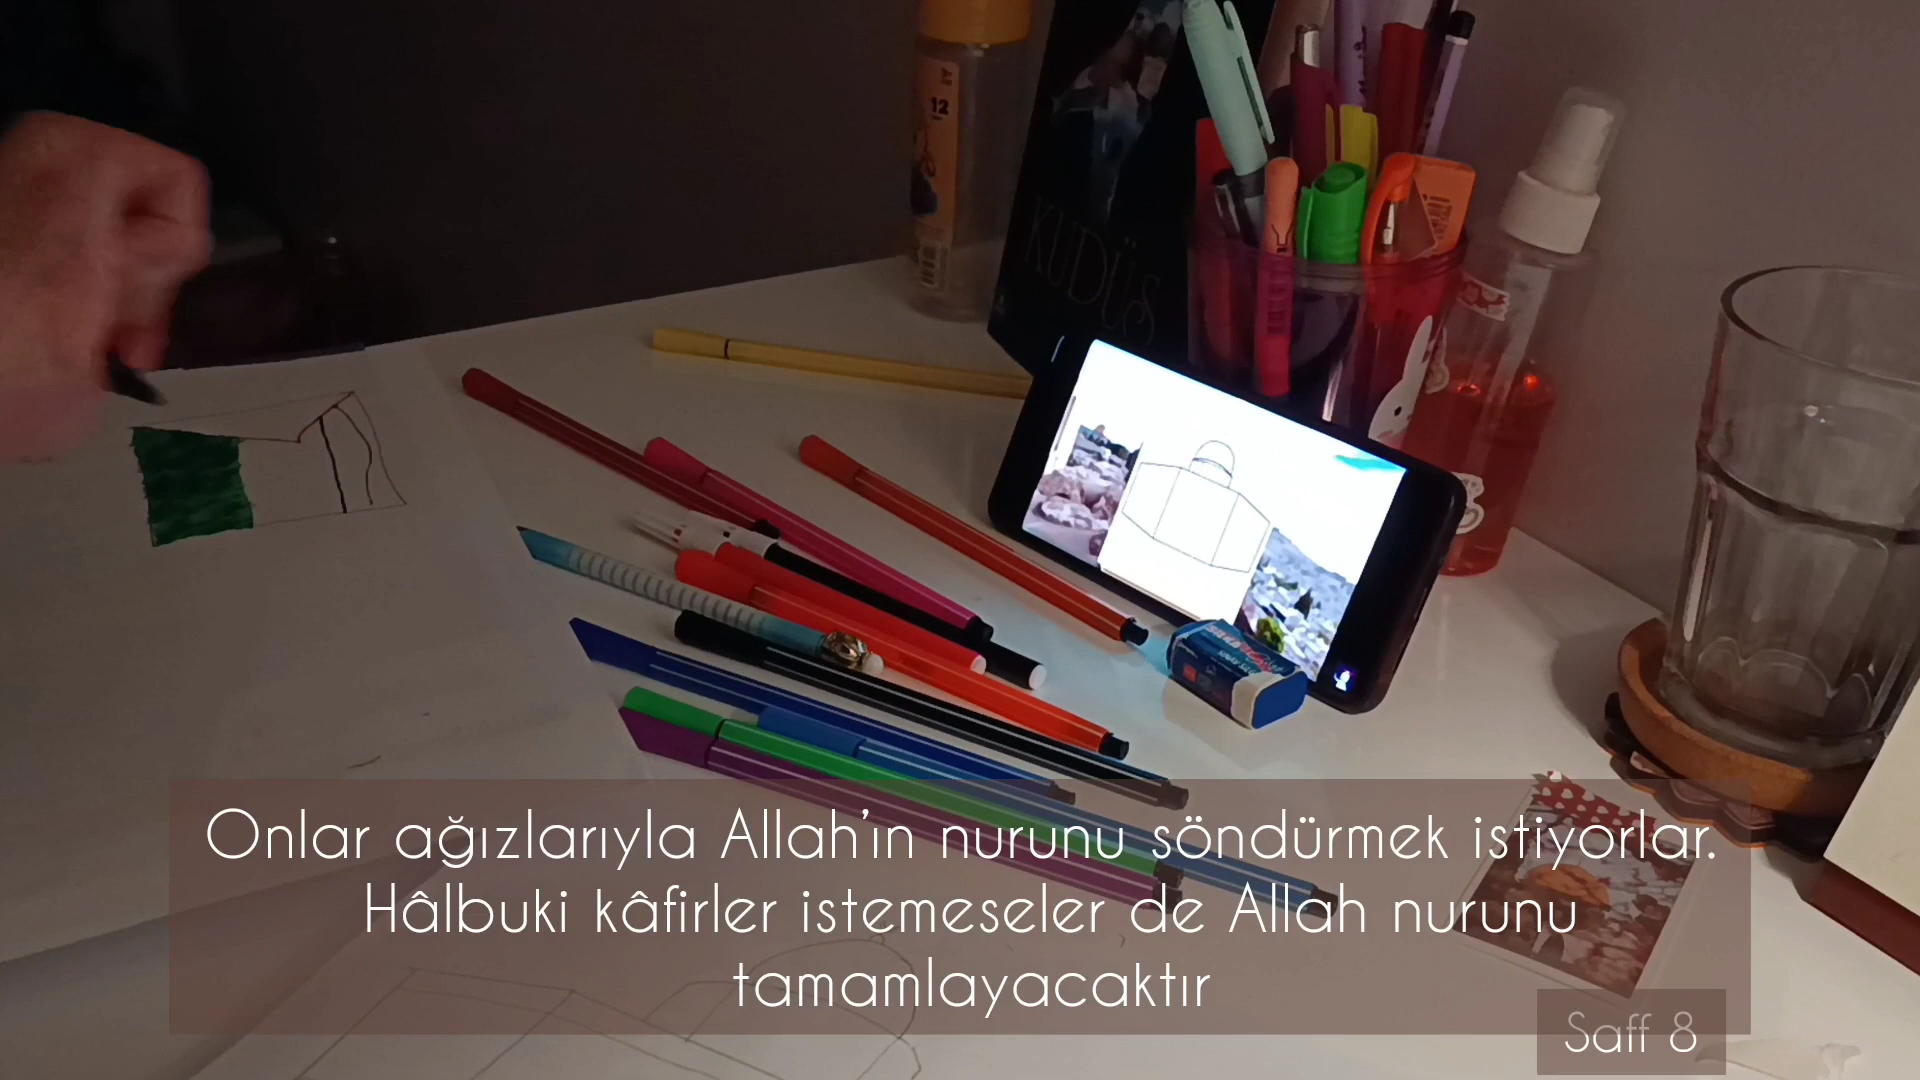 12
KUDÜS
Onlar ağızlarıyla Allah’ın nurunu söndürmek istiyorlar.
Hâlbuki kâfirler istemeseler de Allah nurunu
tamamlayacaktır
Saff 8